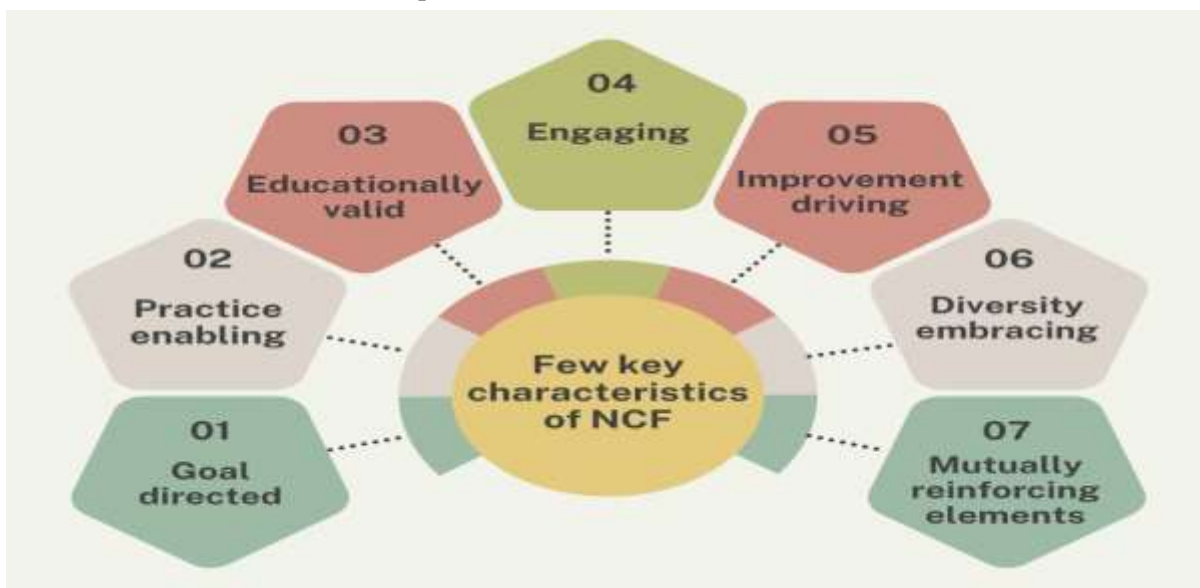 01
Goal
directed
02
Practice
enabling
03
Educationally
valid
04
Engaging
05
Improvement
driving
06
Diversity
embracing
07
Mutually
reinforcing
elements
Few key
characteristics
of NCF